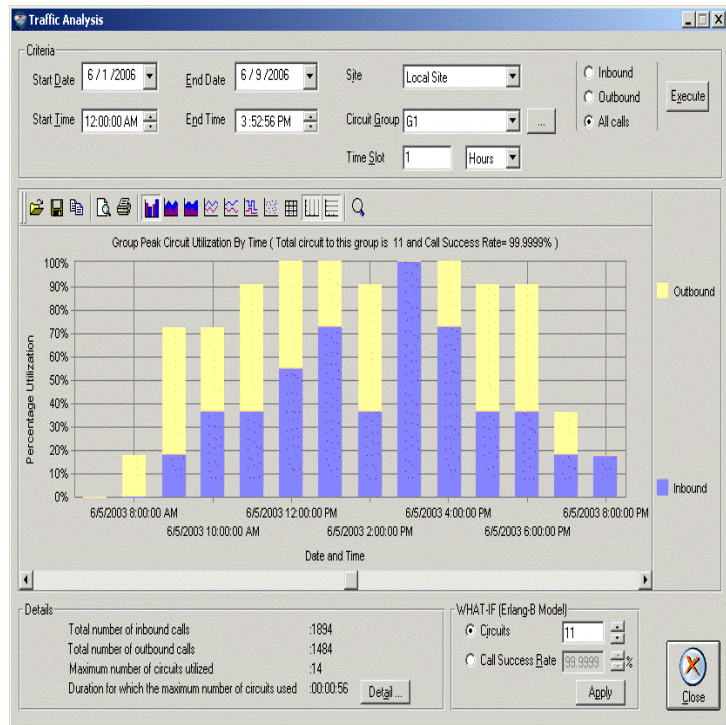 Traffic Analysis
Criteria
Start Date 6 / 1 /2006 End Date 6 / 9 /2006 Site Local Site Inbound
Outbound Execute
Start Time 12:00:00 AM End Time 3:52:56 PM Circuit Group G1 ... All calls
Time Slot 1 Hours
Group Peak Circuit Utilization By Time ( Total circuit to this group is 11 and Call Success Rate= 99.9999% )
100%
90%
80%
70%
60%
50%
40%
30%
20%
10%
0%
Percentage Utilization
Outbound
Inbound
6/5/2003 8:00:00 AM 6/5/2003 12:00:00 PM 6/5/2003 4:00:00 PM 6/5/2003 8:00:00 PM
6/5/2003 10:00:00 AM 6/5/2003 2:00:00 PM 6/5/2003 6:00:00 PM
Date and Time
Details
Total number of inbound calls :1894
Total number of outbound calls :1484
Maximum number of circuits utilized :14
Duration for which the maximum number of circuits used :00:00:56 Detail ...
WHAT-IF (Erlang-B Model)
Circuits 11
Call Success Rate 99.9999 %
Apply
Close